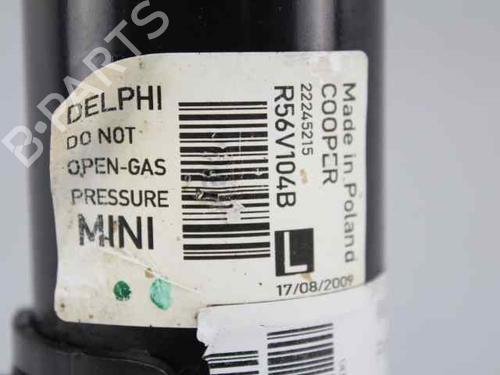 B-PARTS
DELPHI
DO NOT
OPEN-GAS
PRESSURE
MINI
Made in Poland
COOPER
22245215
R56V104B
L
17/08/2009